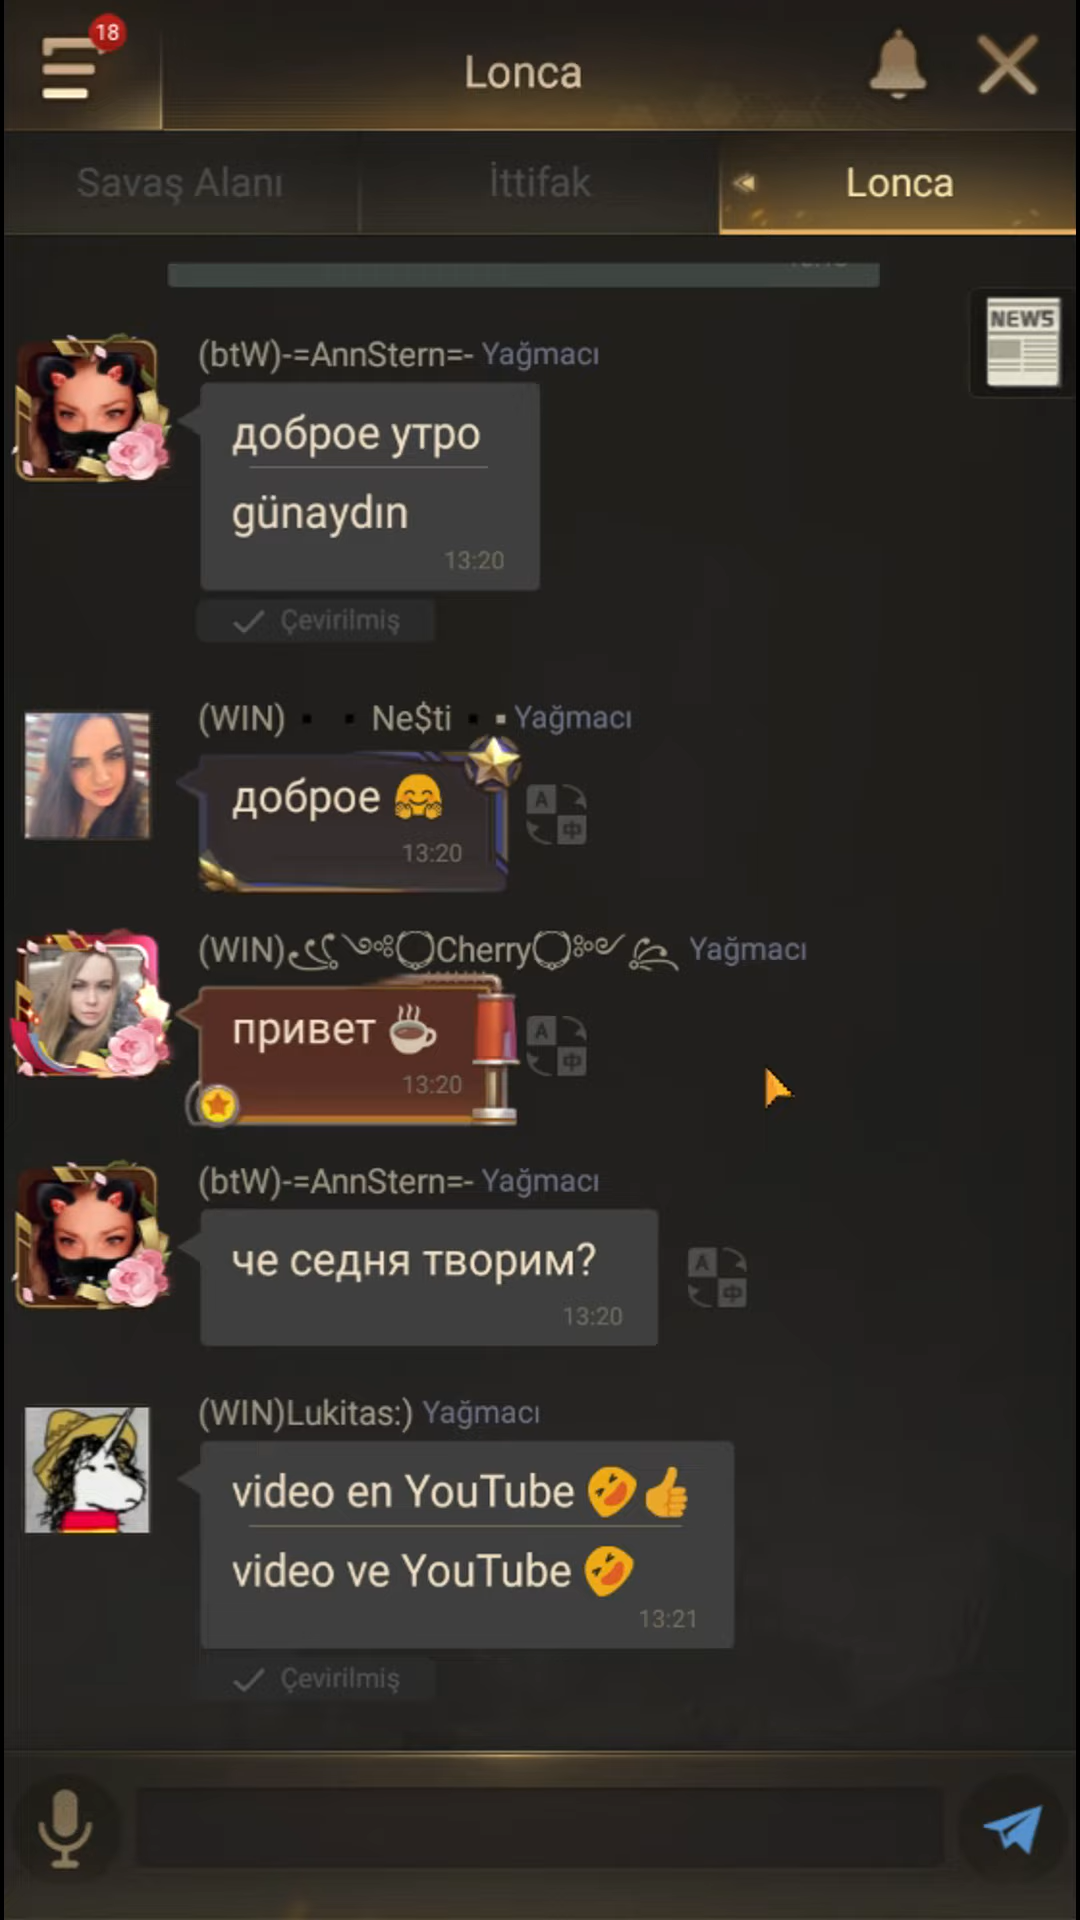 18
Lonca
Savaş Alanı
İttifak
Lonca
NEWS
(btW)-=AnnStern=- Yağmacı
доброе утро
günaydın
13:20
Çevirilmiş
(WIN) ▪ ▪ Ne$ti ▪ ▪ Yağmacı
доброе 🤗
13:20
(WIN)Cherry Yağmacı
привет ☕
13:20
(btW)-=AnnStern=- Yağmacı
че седня творим?
13:20
(WIN)Lukitas:) Yağmacı
video en YouTube 🤣👍
video ve YouTube 🤣
13:21
Çevirilmiş